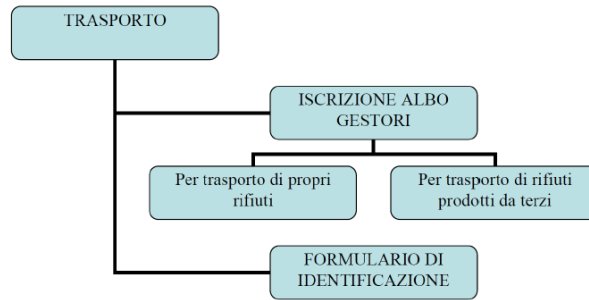 TRASPORTO
ISCRIZIONE ALBO
GESTORI
Per trasporto di propri
rifiuti
Per trasporto di rifiuti
prodotti da terzi
FORMULARIO DI
IDENTIFICAZIONE